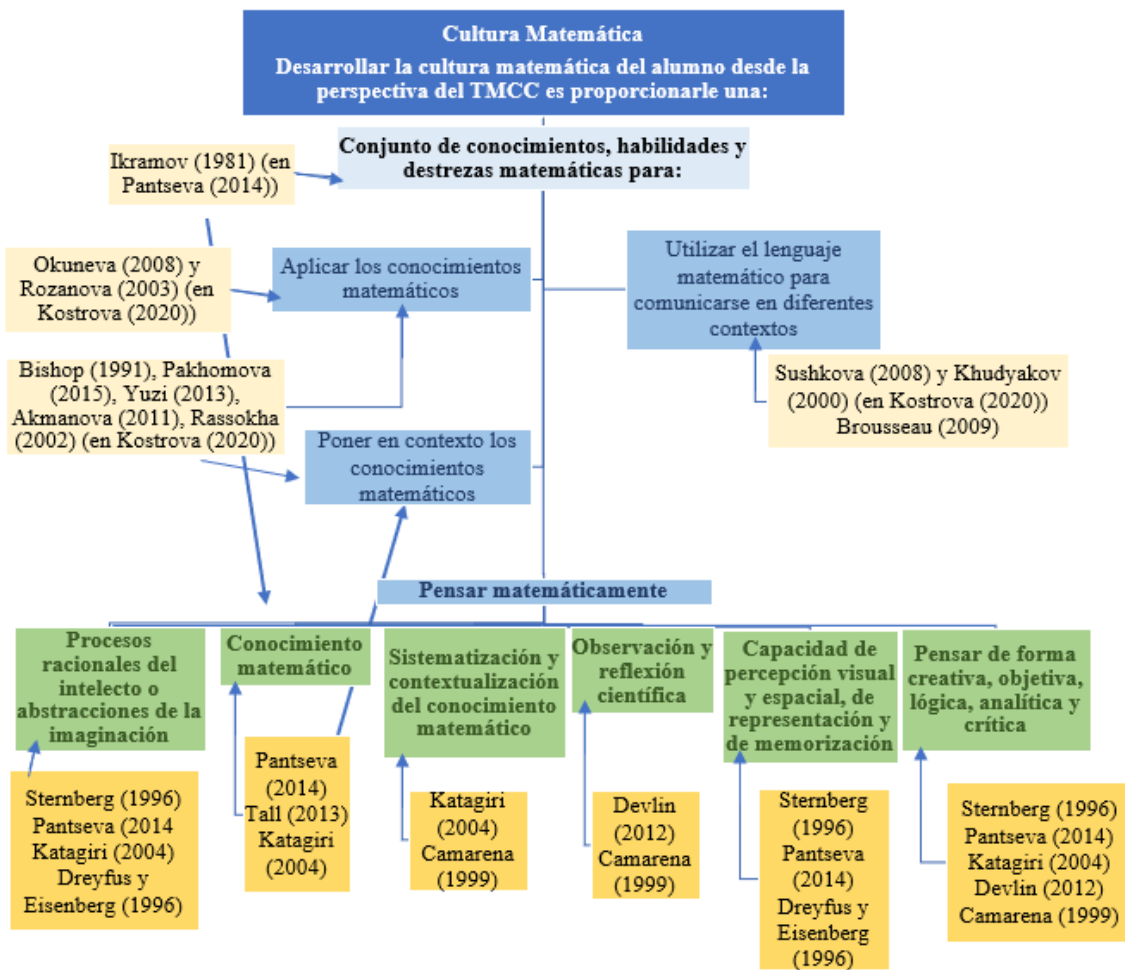 Cultura Matemática
Desarrollar la cultura matemática del alumno desde la
perspectiva del TMCC es proporcionarle una:
Conjunto de conocimientos, habilidades y
destrezas matemáticas para:
Ikramov (1981) (en
Pantseva (2014))
Okuneva (2008) y
Rozanova (2003) (en
Kostrova (2020))
Aplicar los conocimientos
matemáticos
Utilizar el lenguaje
matemático para
comunicarse en diferentes
contextos
Bishop (1991), Pakhomova
(2015), Yuzi (2013),
Akmanova (2011), Rassokha
(2002) (en Kostrova (2020))
Sushkova (2008) y Khudyakov
(2000) (en Kostrova (2020))
Brousseau (2009)
Poner en contexto los
conocimientos
matemáticos
Pensar matemáticamente
Procesos
racionales del
intelecto o
abstracciones de la
imaginación
Conocimiento
matemático
Sistematización y
contextualización
del conocimiento
matemático
Observación y
reflexión
científica
Capacidad de
percepción visual
y espacial, de
representación y
de memorización
Pensar de forma
creativa, objetiva,
lógica, analítica y
crítica
Sternberg (1996)
Pantseva (2014
Katagiri (2004)
Dreyfus y
Eisenberg (1996)
Pantseva
(2014)
Tall (2013)
Katagiri
(2004)
Katagiri
(2004)
Camarena
(1999)
Devlin
(2012)
Camarena
(1999)
Sternberg
(1996)
Pantseva
(2014)
Dreyfus y
Eisenberg
(1996)
Sternberg (1996)
Pantseva (2014)
Katagiri (2004)
Devlin (2012)
Camarena (1999)